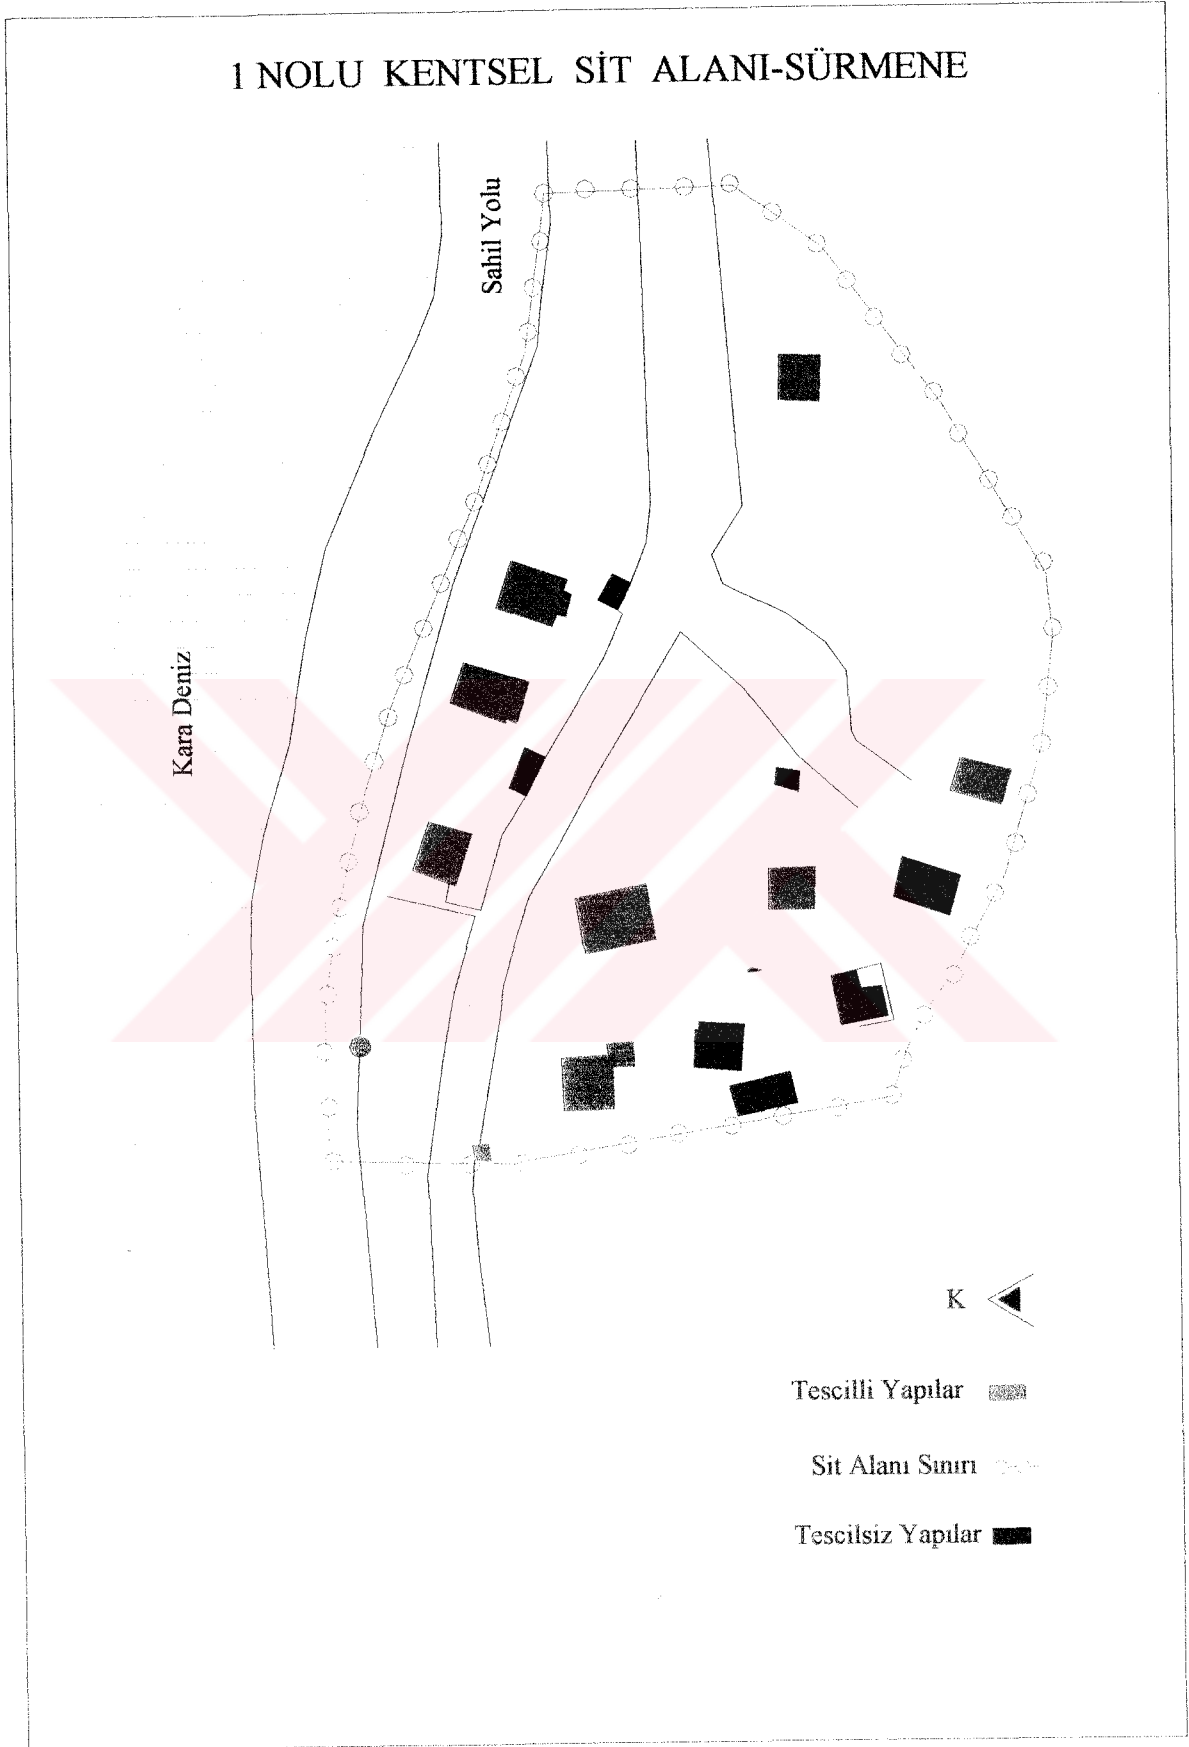 1 NOLU KENTSEL SİT ALANI-SÜRMENE
Sahil Yolu
Kara Deniz
K
Tescilli Yapılar
Sit Alanı Sınırı
Tescilsiz Yapılar